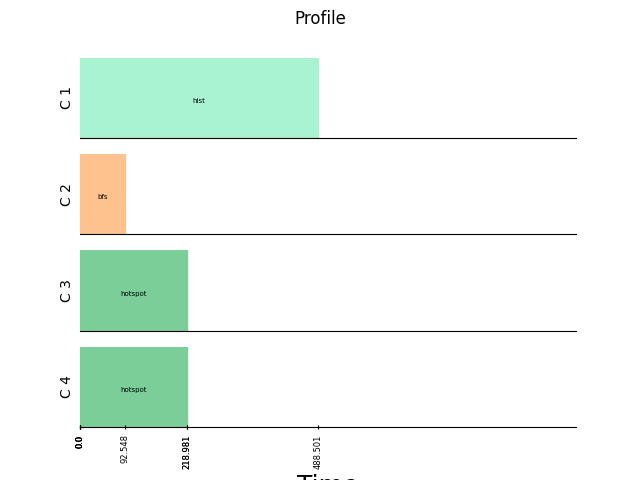 Profile
C 1
hist
C 2
bfs
C 3
hotspot
C 4
hotspot
0.0
92.548
218.981
488.501
Time